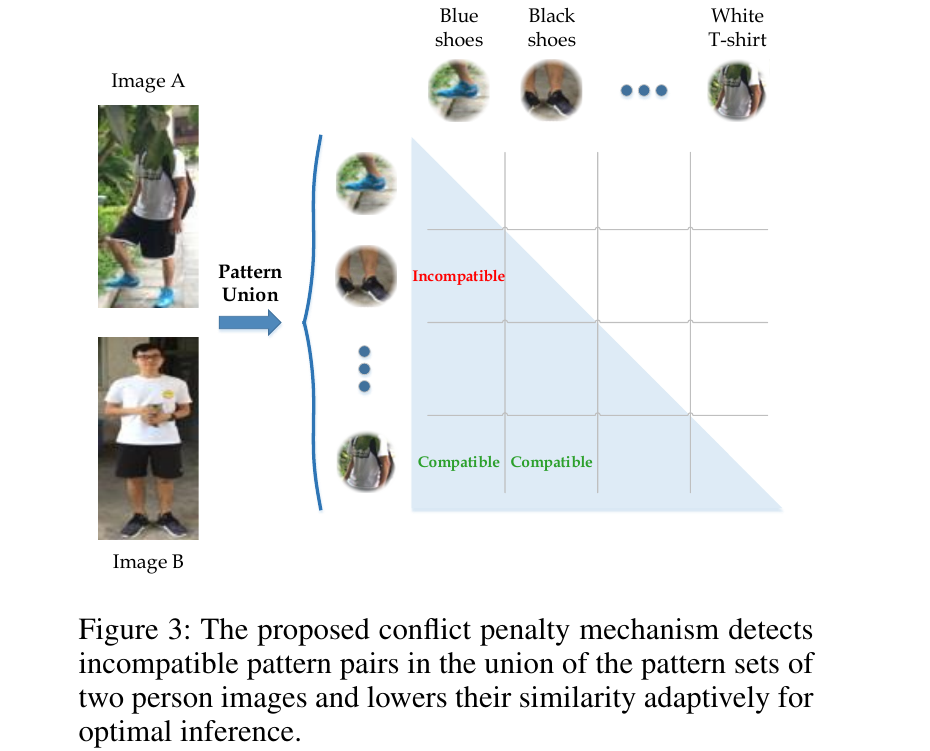 Blue
shoes
Black
shoes
White
T-shirt
Image A
Pattern
Union
Incompatible
Compatible
Compatible
Image B
Figure 3: The proposed conflict penalty mechanism detects
incompatible pattern pairs in the union of the pattern sets of
two person images and lowers their similarity adaptively for
optimal inference.